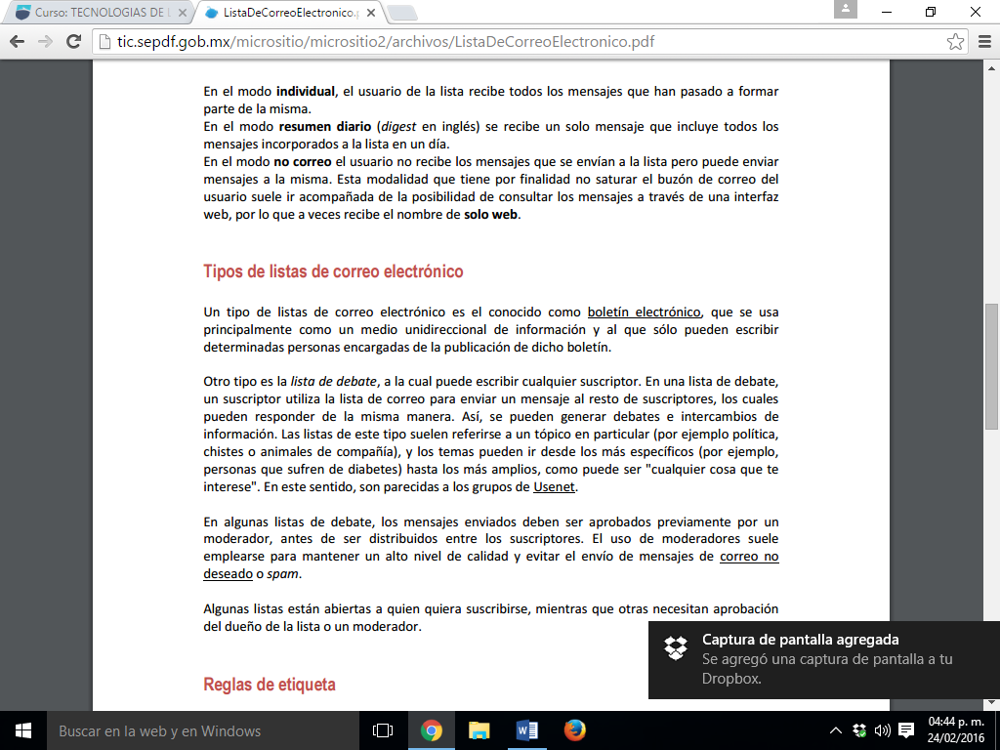 Curso: TECNOLOGIAS DE L
ListaDeCorreoElectronico.p
tic.sepdf.gob.mx/micrositio/micrositio2/archivos/ListaDeCorreoElectronico.pdf
En el modo individual, el usuario de la lista recibe todos los mensajes que han pasado a formar
parte de la misma.
En el modo resumen diario (digest en inglés) se recibe un solo mensaje que incluye todos los
mensajes incorporados a la lista en un día.
En el modo no correo el usuario no recibe los mensajes que se envían a la lista pero puede enviar
mensajes a la misma. Esta modalidad que tiene por finalidad no saturar el buzón de correo del
usuario suele ir acompañada de la posibilidad de consultar los mensajes a través de una interfaz
web, por lo que a veces recibe el nombre de solo web.
Tipos de listas de correo electrónico
Un tipo de listas de correo electrónico es el conocido como boletín electrónico, que se usa
principalmente como un medio unidireccional de información y al que sólo pueden escribir
determinadas personas encargadas de la publicación de dicho boletín.
Otro tipo es la lista de debate, a la cual puede escribir cualquier suscriptor. En una lista de debate,
un suscriptor utiliza la lista de correo para enviar un mensaje al resto de suscriptores, los cuales
pueden responder de la misma manera. Así, se pueden generar debates e intercambios de
información. Las listas de este tipo suelen referirse a un tópico en particular (por ejemplo política,
chistes o animales de compañía), y los temas pueden ir desde los más específicos (por ejemplo,
personas que sufren de diabetes) hasta los más amplios, como puede ser "cualquier cosa que te
interese". En este sentido, son parecidas a los grupos de Usenet.
En algunas listas de debate, los mensajes enviados deben ser aprobados previamente por un
moderador, antes de ser distribuidos entre los suscriptores. El uso de moderadores suele
emplearse para mantener un alto nivel de calidad y evitar el envío de mensajes de correo no
deseado o spam.
Algunas listas están abiertas a quien quiera suscribirse, mientras que otras necesitan aprobación
del dueño de la lista o un moderador.
Reglas de etiqueta
Captura de pantalla agregada
Se agregó una captura de pantalla a tu
Dropbox.
Buscar en la web y en Windows
04:44 p. m.
24/02/2016